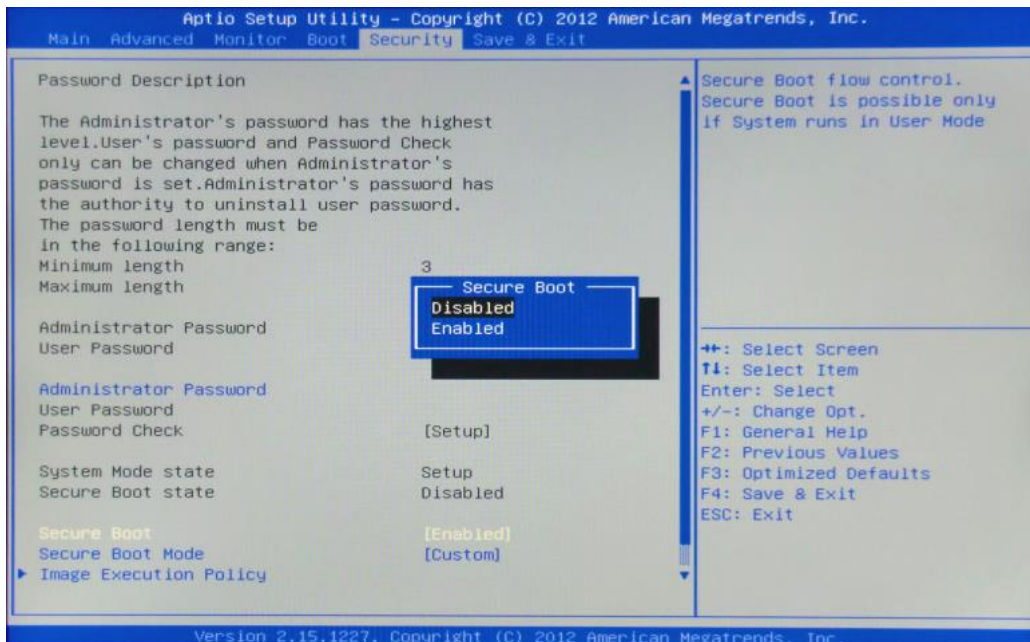 Aptio Setup Utility – Copyright (C) 2012 American Megatrends, Inc.
Main Advanced Monitor Boot Security Save & Exit
Password Description
The Administrator's password has the highest
level.User's password and Password Check
only can be changed when Administrator's
password is set.Administrator's password has
the authority to uninstall user password.
The password length must be
in the following range:
Minimum length 3
Maximum length
Administrator Password
User Password
Administrator Password
User Password
Password Check [Setup]
System Mode state Setup
Secure Boot state Disabled
Secure Boot [Enabled]
Secure Boot Mode [Custom]
Image Execution Policy
Secure Boot
Disabled
Enabled
Secure Boot flow control.
Secure Boot is possible only
if System runs in User Mode
→←: Select Screen
↑↓: Select Item
Enter: Select
+/-: Change Opt.
F1: General Help
F2: Previous Values
F3: Optimized Defaults
F4: Save & Exit
ESC: Exit
Version 2.15.1227. Copyright (C) 2012 American Megatrends, Inc.